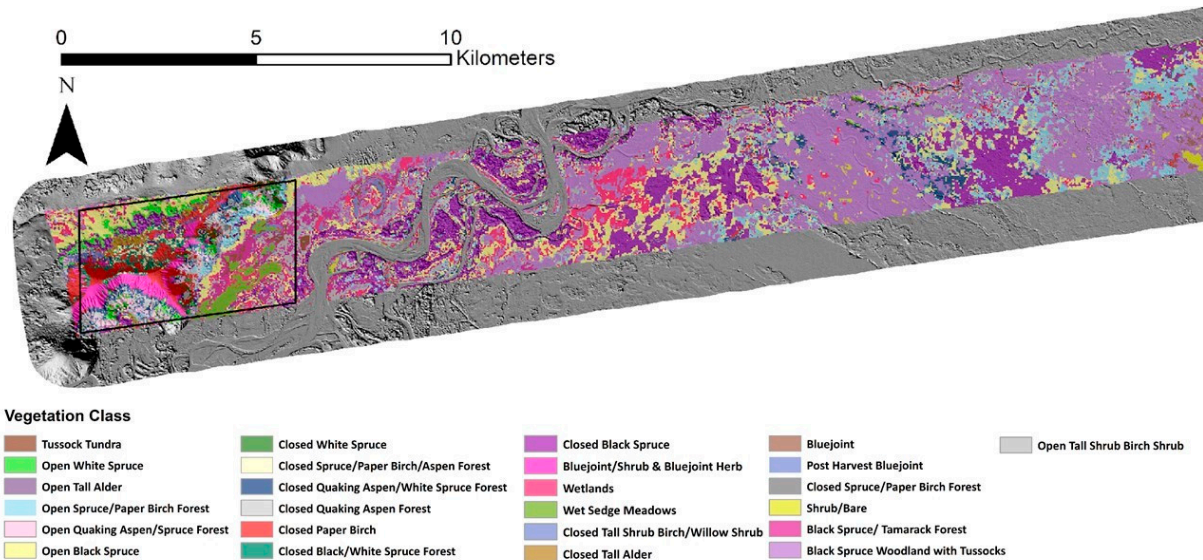 0 5 10
Kilometers
N
Vegetation Class
Tussock Tundra
Open White Spruce
Open Tall Alder
Open Spruce/Paper Birch Forest
Open Quaking Aspen/Spruce Forest
Open Black Spruce
Closed White Spruce
Closed Spruce/Paper Birch/Aspen Forest
Closed Quaking Aspen/White Spruce Forest
Closed Quaking Aspen Forest
Closed Paper Birch
Closed Black/White Spruce Forest
Closed Black Spruce
Bluejoint/Shrub & Bluejoint Herb
Wetlands
Wet Sedge Meadows
Closed Tall Shrub Birch/Willow Shrub
Closed Tall Alder
Bluejoint
Post Harvest Bluejoint
Closed Spruce/Paper Birch Forest
Shrub/Bare
Black Spruce/ Tamarack Forest
Black Spruce Woodland with Tussocks
Open Tall Shrub Birch Shrub